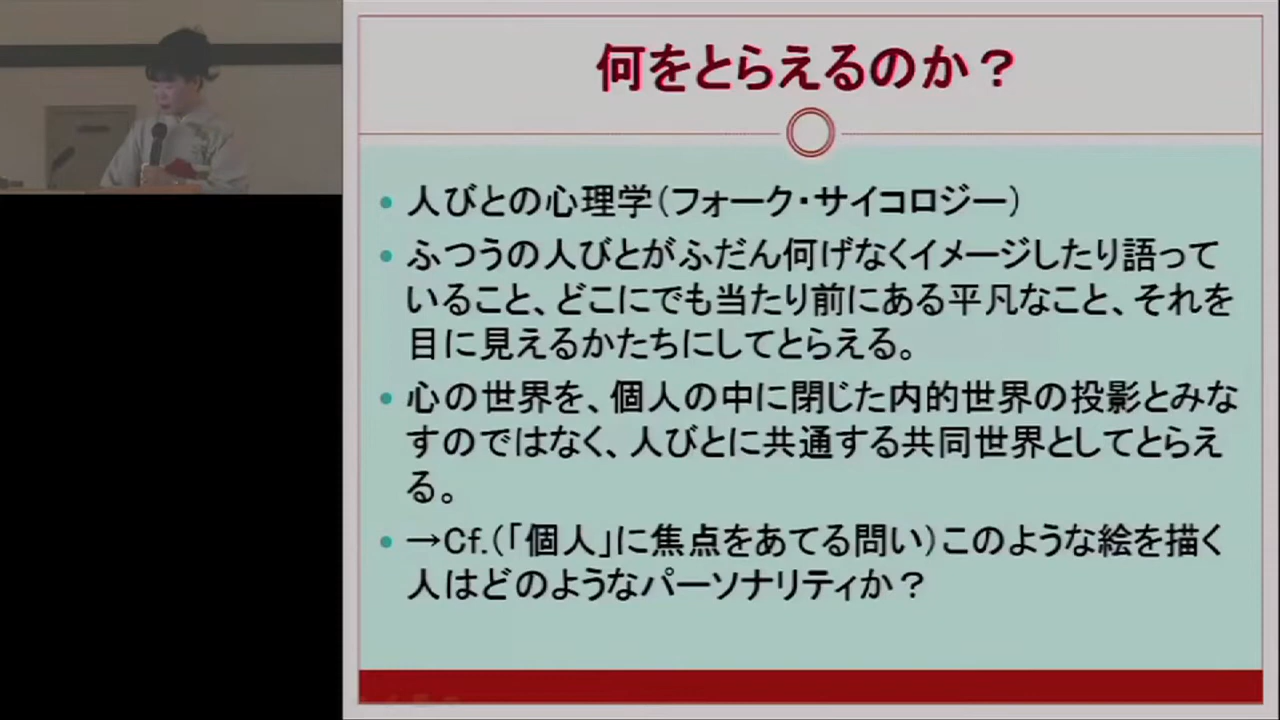 何をとらえるのか？
• 人びとの心理学(フォーク・サイコロジー)
• ふつうの人びとがふだん何げなくイメージしたり語って
いること、どこにでも当たり前にある平凡なこと、それを
目に見えるかたちにしてとらえる。
• 心の世界を、個人の中に閉じた内的世界の投影とみな
すのではなく、人びとに共通する共同世界としてとらえ
る。
• →Cf.(「個人」に焦点をあてる問い)このような絵を描く
人はどのようなパーソナリティか？